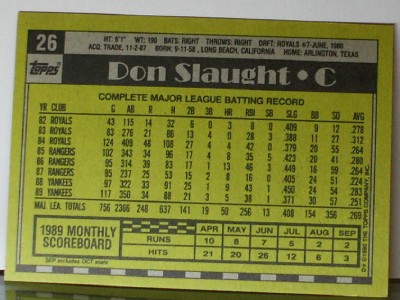 26
HT: 6'1" WT: 190 BATS: RIGHT THROWS: RIGHT DRFT: ROYALS #7-JUNE, 1980
ACQ: TRADE, 11-2-87 BORN: 9-11-58, LONG BEACH, CALIFORNIA HOME: ARLINGTON, TEXAS
TOPPS
Don Slaught • C
COMPLETE MAJOR LEAGUE BATTING RECORD
YR CLUB G AB R H 2B 3B HR RBI SB SLG BB SO AVG
82 ROYALS 43 115 14 32 6 0 3 8 0 .409 9 12 .278
83 ROYALS 83 276 21 86 13 4 0 28 3 .388 11 27 .312
84 ROYALS 124 409 48 108 27 4 4 42 0 .379 20 55 .264
85 RANGERS 102 343 34 96 17 4 8 35 5 .423 20 41 .280
86 RANGERS 95 314 39 83 17 1 13 46 3 .449 16 59 .264
87 RANGERS 95 237 25 53 15 2 8 16 0 .405 24 51 .224
88 YANKEES 97 322 33 91 25 1 9 43 1 .450 24 54 .283
89 YANKEES 117 350 34 88 21 3 5 38 1 .371 30 57 .251
MAJ. LEA. TOTALS 756 2366 248 637 141 19 50 256 13 .408 154 356 .269
1989 MONTHLY SCOREBOARD
APR MAY JUN JUL AUG SEP
RUNS 10 8 7 4 2 3
HITS 21 20 26 12 6 3
SEP includes OCT stats